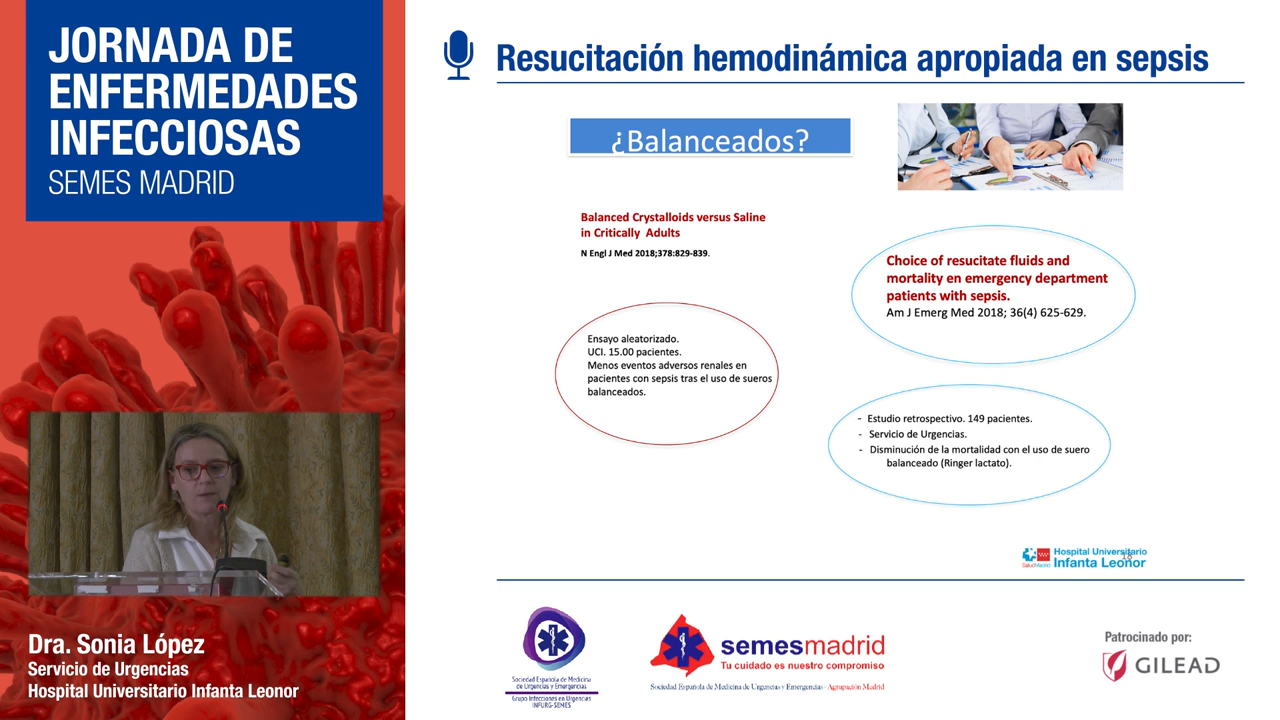 JORNADA DE
ENFERMEDADES
INFECCIOSAS
SEMES MADRID
Dra. Sonia López
Servicio de Urgencias
Hospital Universitario Infanta Leonor
Resucitación hemodinámica apropiada en sepsis
¿Balanceados?
Balanced Crystalloids versus Saline
in Critically Adults
N Engl J Med 2018;378:829-839.
Ensayo aleatorizado.
UCI. 15.00 pacientes.
Menos eventos adversos renales en
pacientes con sepsis tras el uso de sueros
balanceados.
Choice of resucitate fluids and
mortality en emergency department
patients with sepsis.
Am J Emerg Med 2018; 36(4) 625-629.
- Estudio retrospectivo. 149 pacientes.
- Servicio de Urgencias.
- Disminución de la mortalidad con el uso de suero
balanceado (Ringer lactato).
SaludMadrid
Hospital Universitario
Infanta Leonor
18
Sociedad Española de Medicina
de Urgencias y Emergencias
Grupo Infecciones en Urgencias
INFURG-SEMES
semesmadrid
Tu cuidado es nuestro compromiso
Sociedad Española de Medicina de Urgencias y Emergencias - Agrupación Madrid
Patrocinado por:
GILEAD